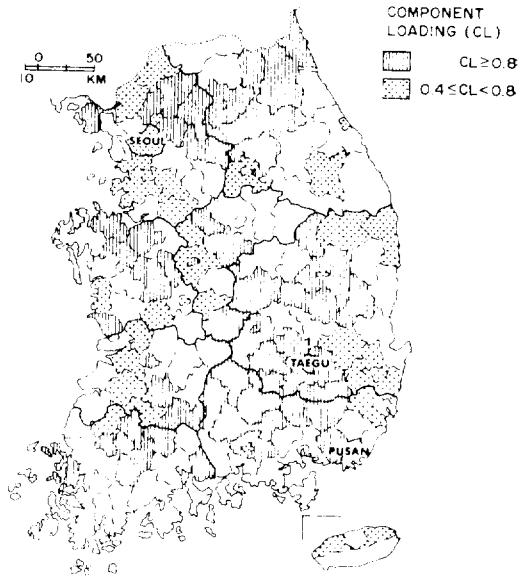 COMPONENT
LOADING (CL)
CL≥0.8
0.4≤CL<0.8
0 50
10 KM
SEOUL
TAEGU
PUSAN